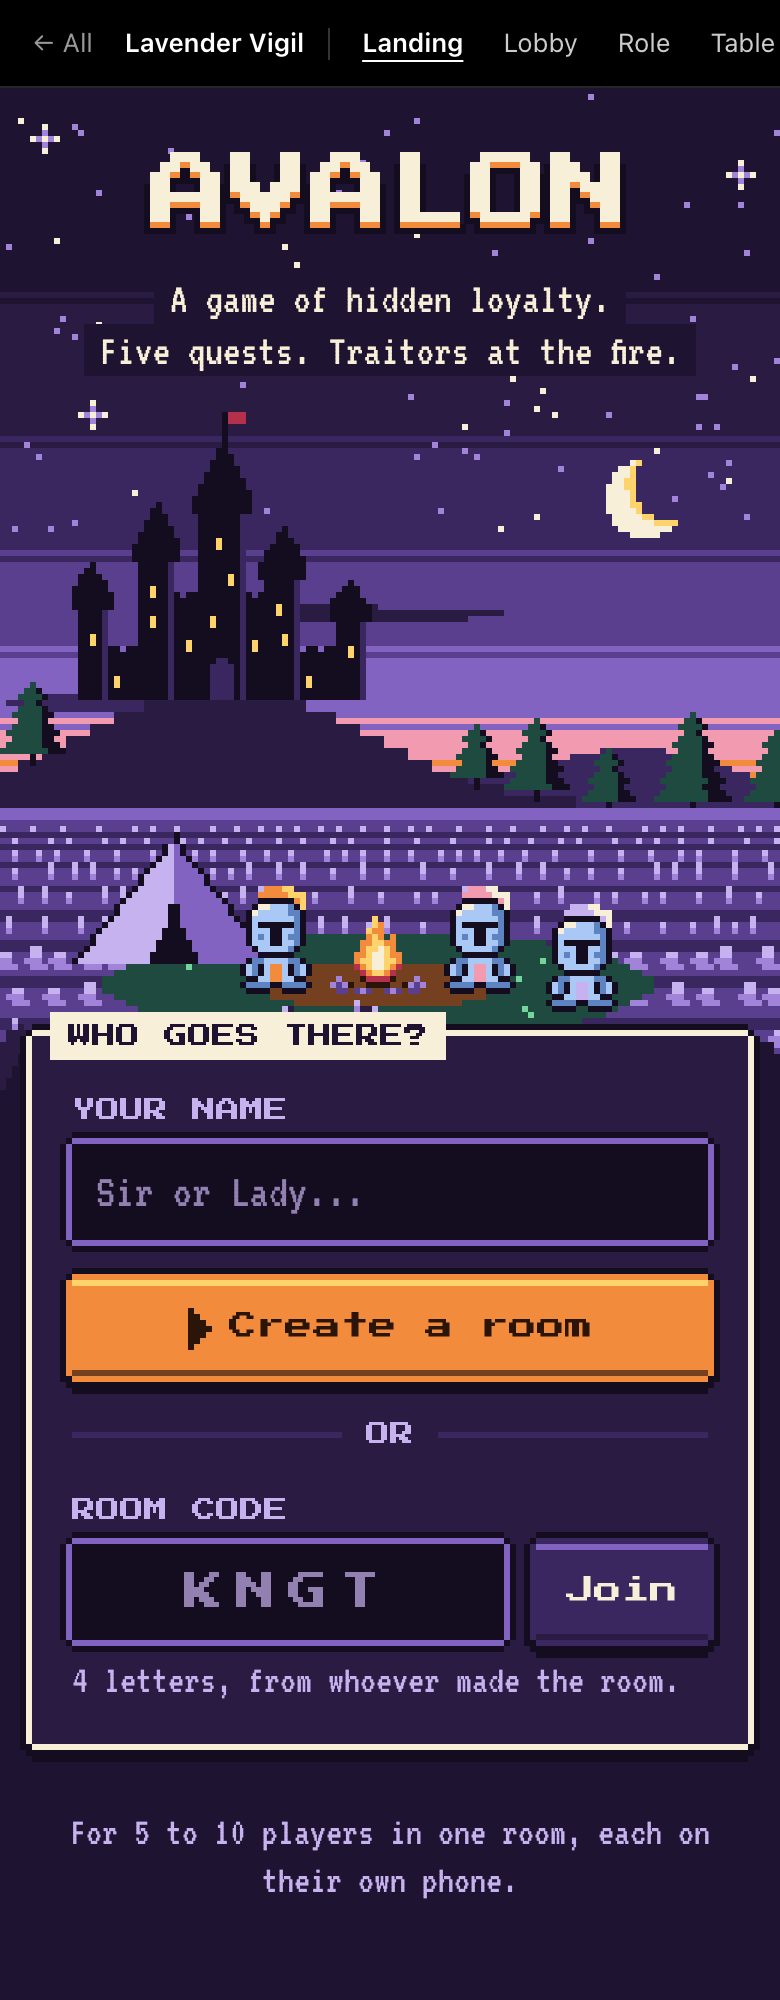 ← All Lavender Vigil Landing Lobby Role Table
AVALON
A game of hidden loyalty.
Five quests. Traitors at the fire.
WHO GOES THERE?
YOUR NAME
Sir or Lady...
Create a room
OR
ROOM CODE
KNGT Join
4 letters, from whoever made the room.
For 5 to 10 players in one room, each on
their own phone.